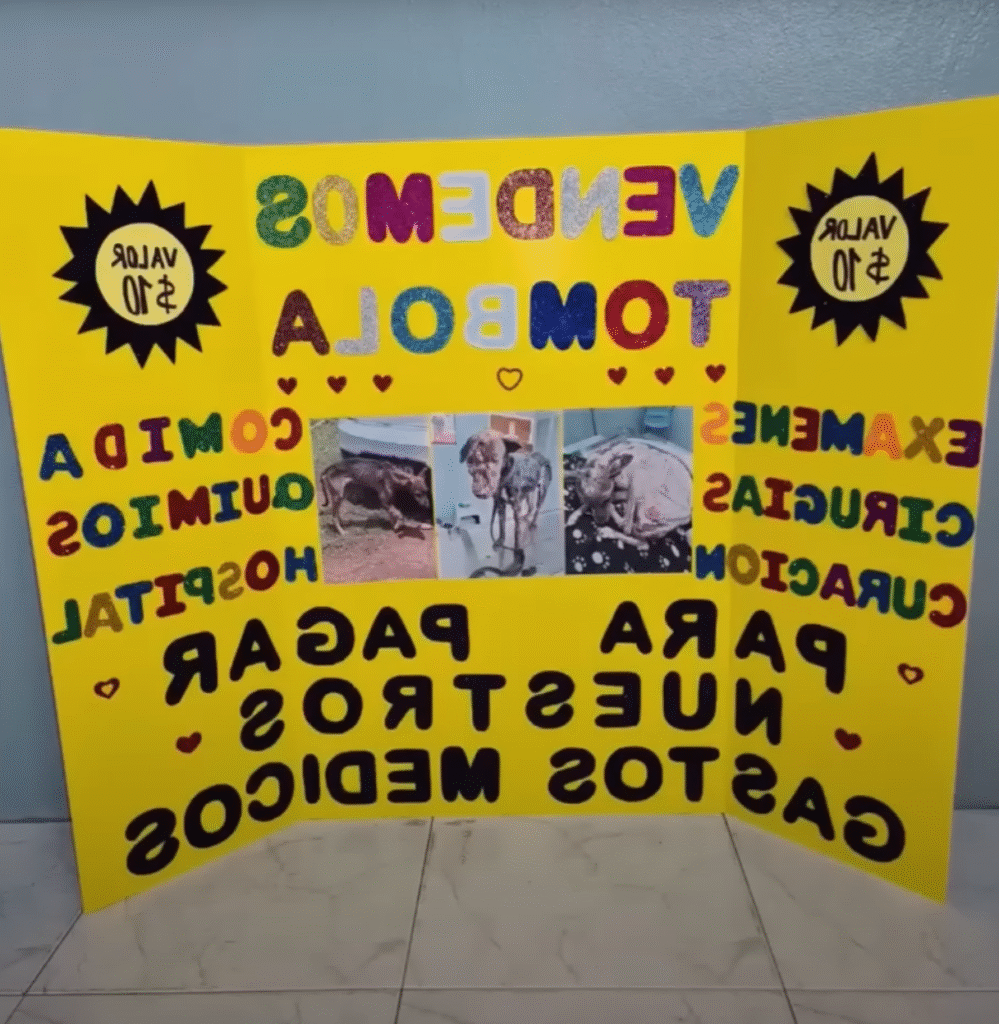 VENDEMOS
TOMBOLA
VALOR
$10
VALOR
$10
EXAMENES
CIRUGIAS
CURACION
COMIDA
QUIMIOS
HOSPITAL
PARA PAGAR
NUESTROS
GASTOS MEDICOS